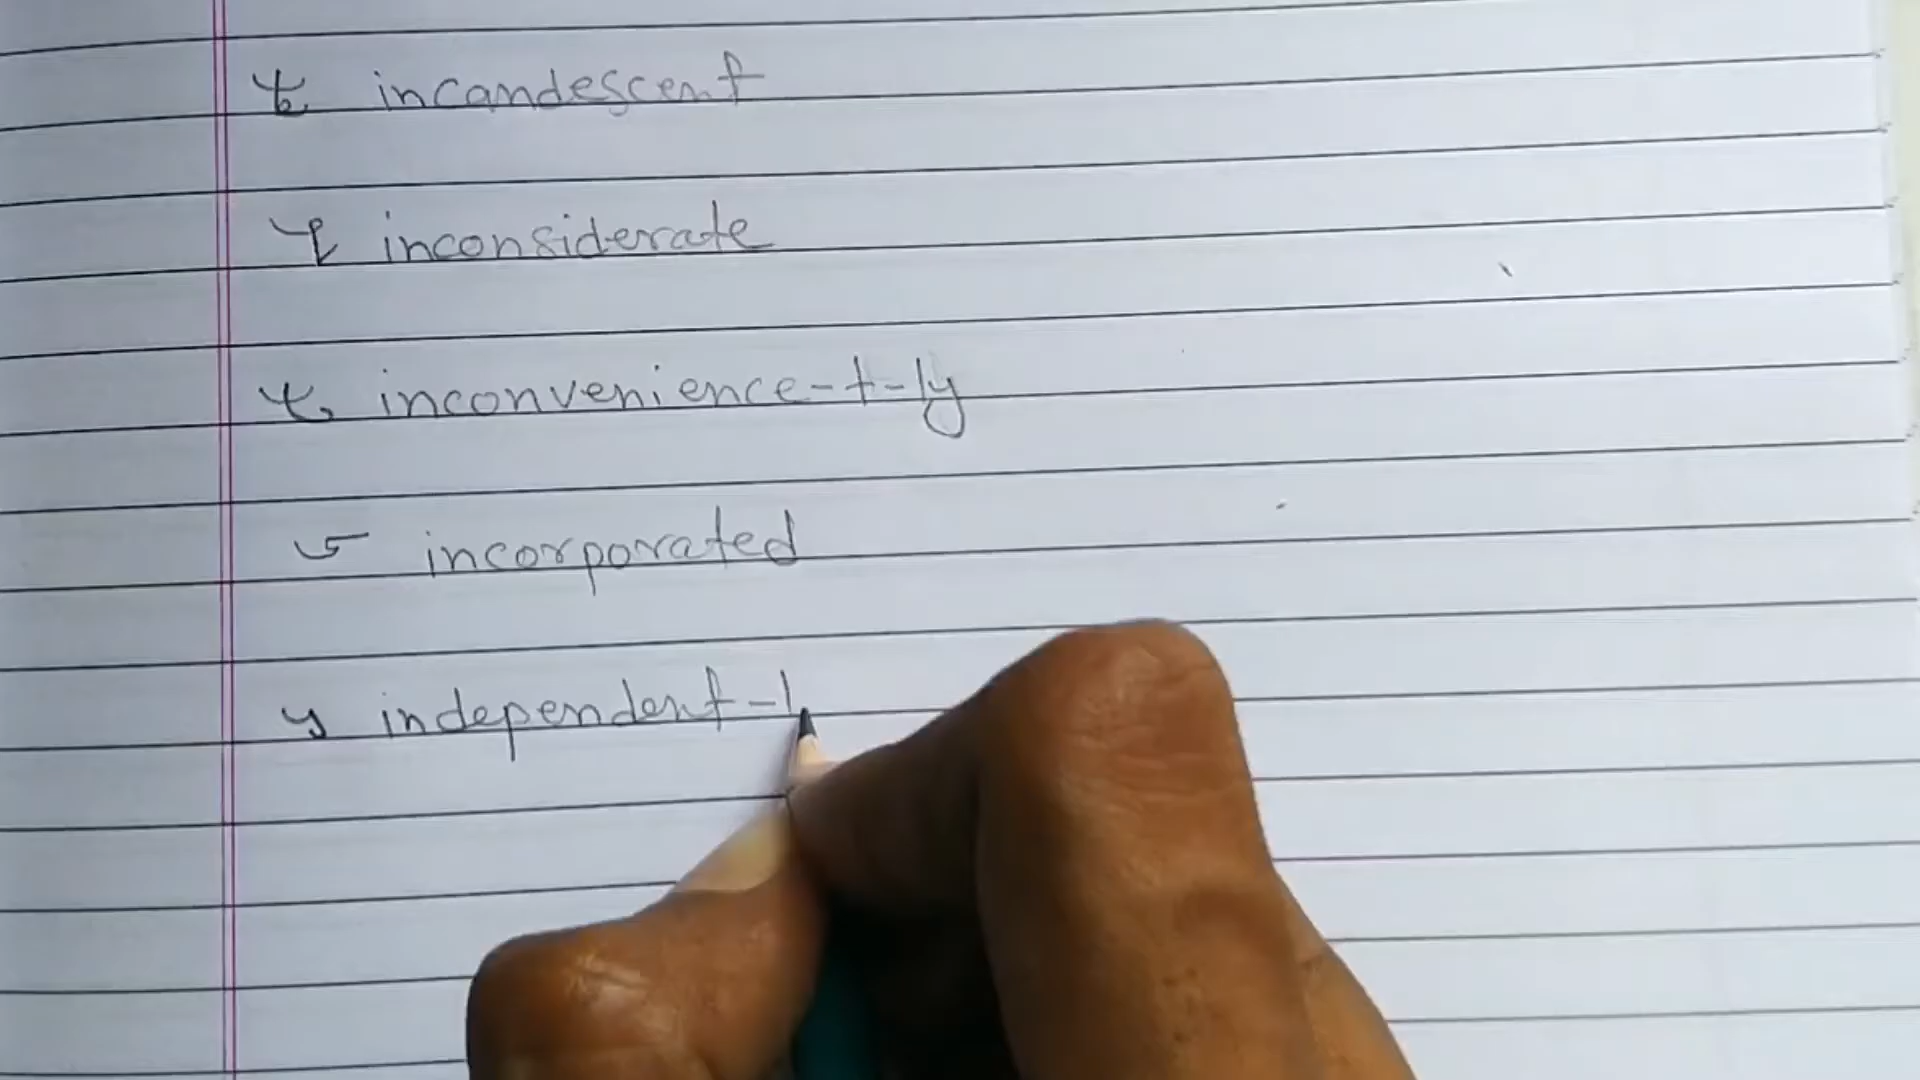 incandescent
inconsiderate
inconvenience-t-ly
incorporated
independent-l